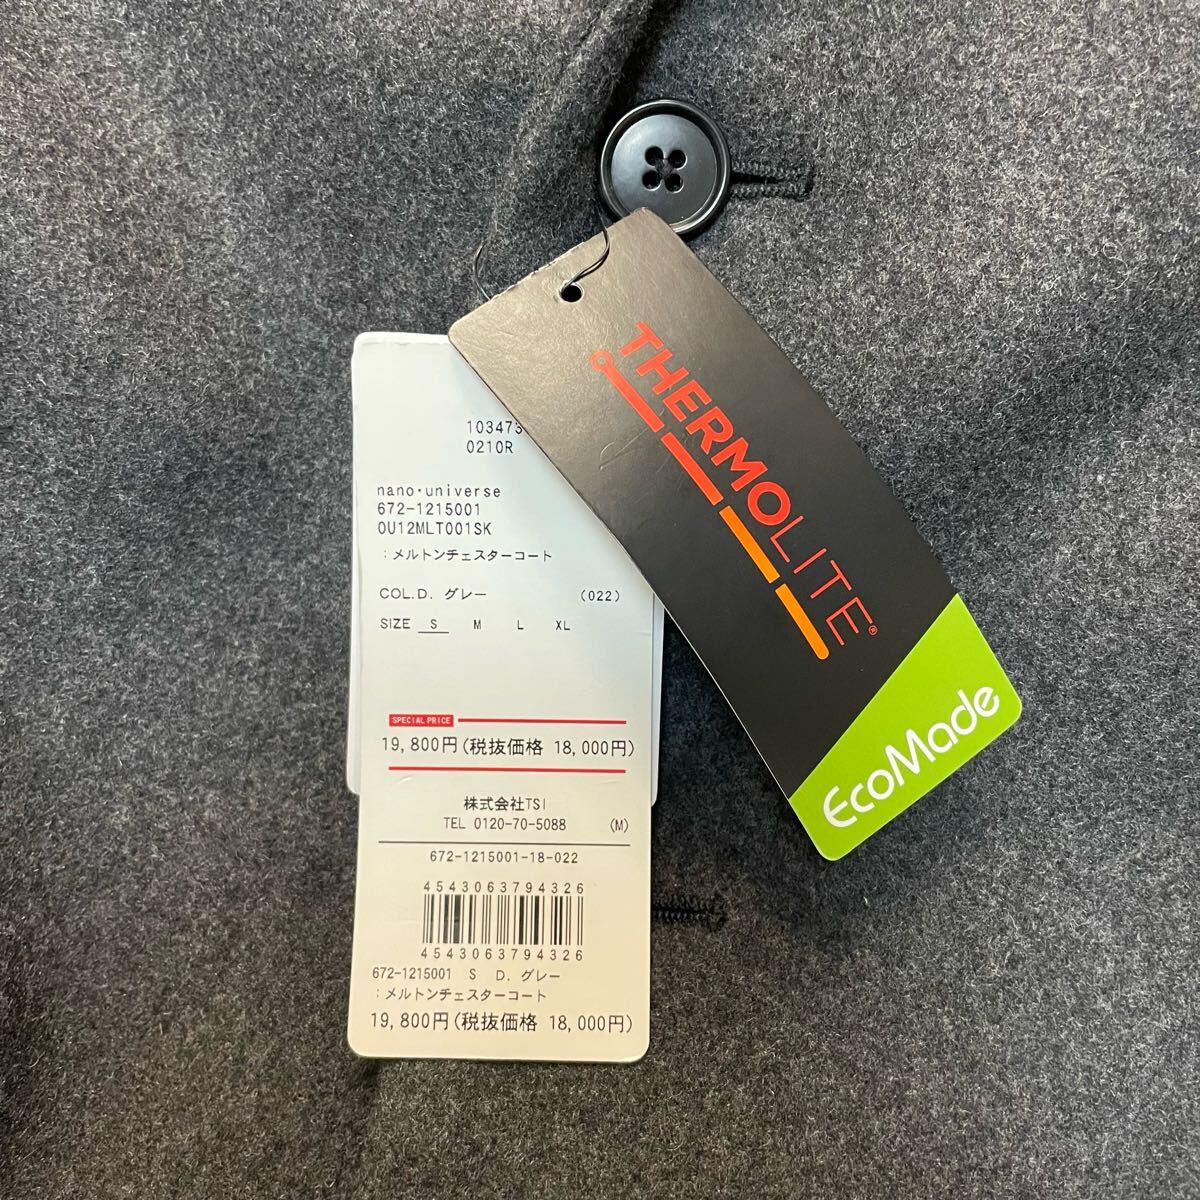 10347
0210R
nano・universe
672-1215001
0U12MLT001SK
:メルトンチェスターコート
COL.D. グレー (022)
SIZE S M L XL
SPECIAL PRICE
19,800円(税抜価格 18,000円)
株式会社TSI
TEL 0120-70-5088 (M)
672-1215001-18-022
4543063794326
4543063794326
672-1215001 S D. グレー
:メルトンチェスターコート
19,800円(税抜価格 18,000円)
THERMOLITE®
EcoMade